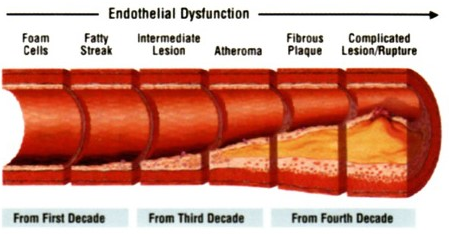 Endothelial Dysfunction
Foam
Cells
Fatty
Streak
Intermediate
Lesion
Atheroma
Fibrous
Plaque
Complicated
Lesion/Rupture
From First Decade
From Third Decade
From Fourth Decade